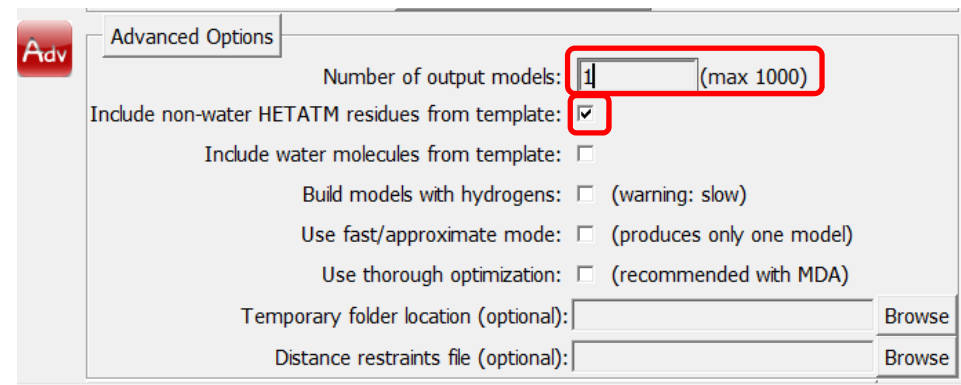 Adv
Advanced Options
Number of output models: 1 (max 1000)
Include non-water HETATM residues from template:
Include water molecules from template:
Build models with hydrogens: (warning: slow)
Use fast/approximate mode: (produces only one model)
Use thorough optimization: (recommended with MDA)
Temporary folder location (optional): Browse
Distance restraints file (optional): Browse